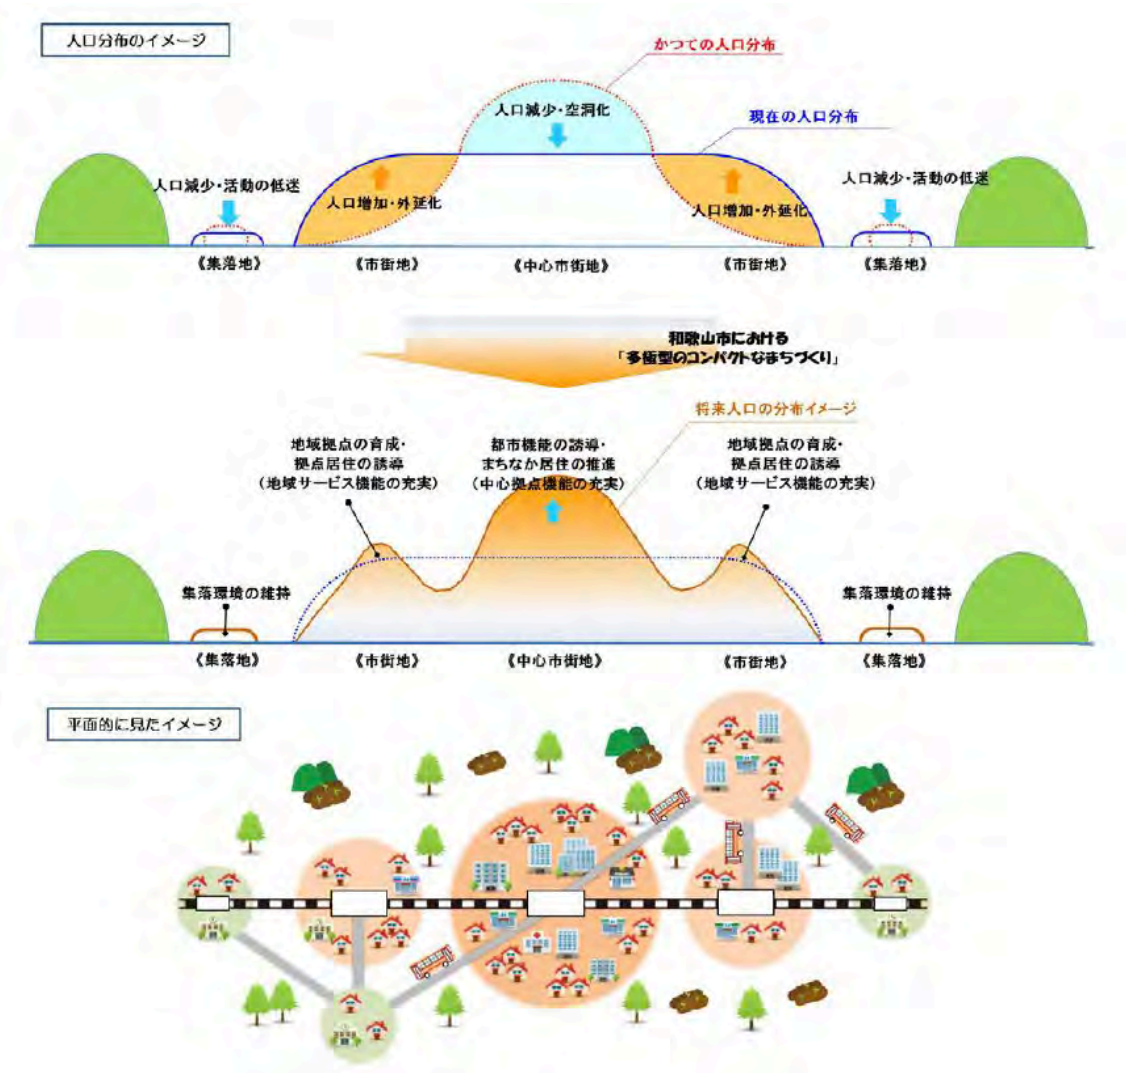 人口分布のイメージ
かつての人口分布
人口減少・空洞化
現在の人口分布
人口減少・活動の低迷
人口増加・外延化
人口増加・外延化
人口減少・活動の低迷
《集落地》
《市街地》
《中心市街地》
《市街地》
《集落地》
和歌山市における
「多極型のコンパクトなまちづくり」
将来人口の分布イメージ
地域拠点の育成・
拠点居住の誘導
(地域サービス機能の充実)
都市機能の誘導・
まちなか居住の推進
(中心拠点機能の充実)
地域拠点の育成・
拠点居住の誘導
(地域サービス機能の充実)
集落環境の維持
集落環境の維持
《集落地》
《市街地》
《中心市街地》
《市街地》
《集落地》
平面的に見たイメージ